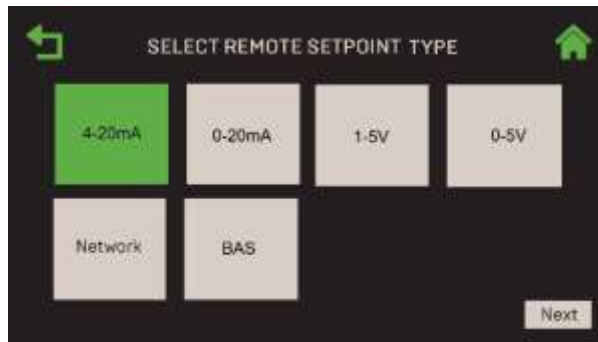 SELECT REMOTE SETPOINT TYPE
4-20mA
0-20mA
1-5V
0-5V
Network
BAS
Next